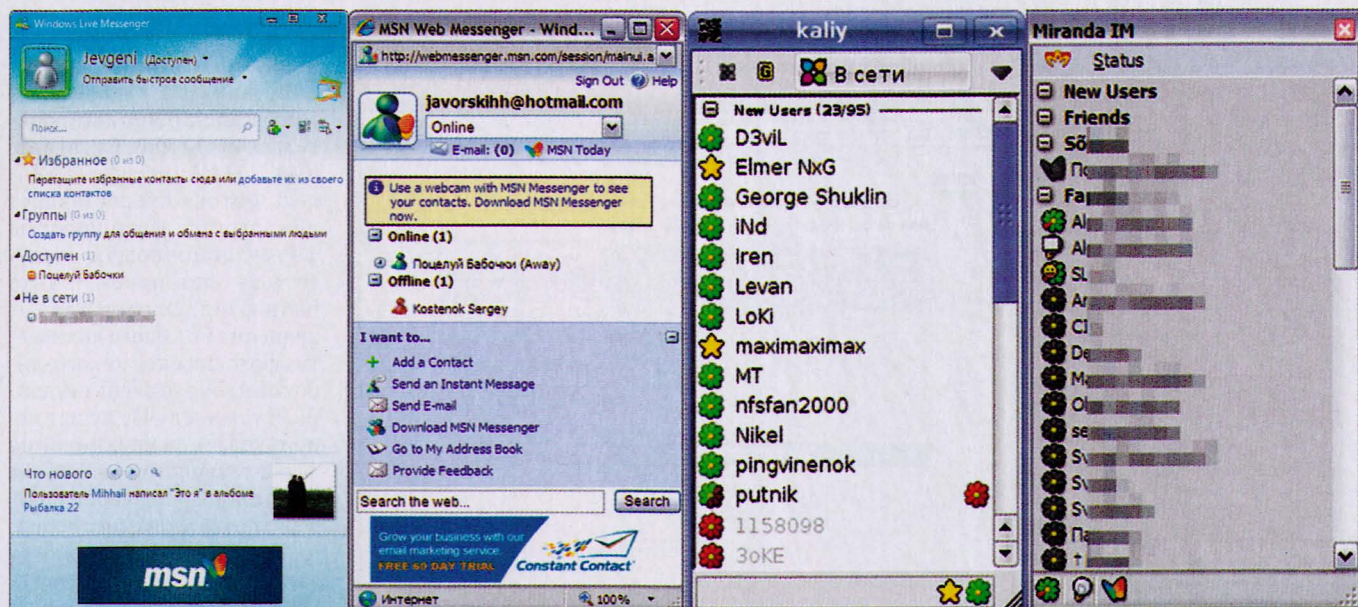 Windows Live Messenger
Jevgeni (Доступен)
Отправить быстрое сообщение
Поиск...
Избранное (0 из 0)
Перетащите избранные контакты сюда или добавьте их из своего
списка контактов
Группы (0 из 0)
Создать группу для общения и обмена с выбранными людьми
Доступен (1)
Поцелуй Бабочки
Не в сети (1)
Что нового
Пользователь Mihhail написал "Это я" в альбоме
Рыбалка 22
msn
MSN Web Messenger - Wind...
http://webmessenger.msn.com/session/mainui.a
Sign Out Help
javorskihh@hotmail.com
Online
E-mail: (0) MSN Today
Use a webcam with MSN Messenger to see
your contacts. Download MSN Messenger
now.
Online (1)
Поцелуй Бабочки (Away)
Offline (1)
Kostenok Sergey
I want to...
Add a Contact
Send an Instant Message
Send E-mail
Download MSN Messenger
Go to My Address Book
Provide Feedback
Search the web... Search
Grow your business with our
email marketing service.
FREE 60 DAY TRIAL Constant Contact
Интернет 100%
kaliy
В сети
New Users (23/95)
D3viL
Elmer NxG
George Shuklin
iNd
Iren
Levan
LoKi
maximaximax
MT
nfsfan2000
Nikel
pingvinenok
putnik
1158098
3oKE
Miranda IM
Status
New Users
Friends